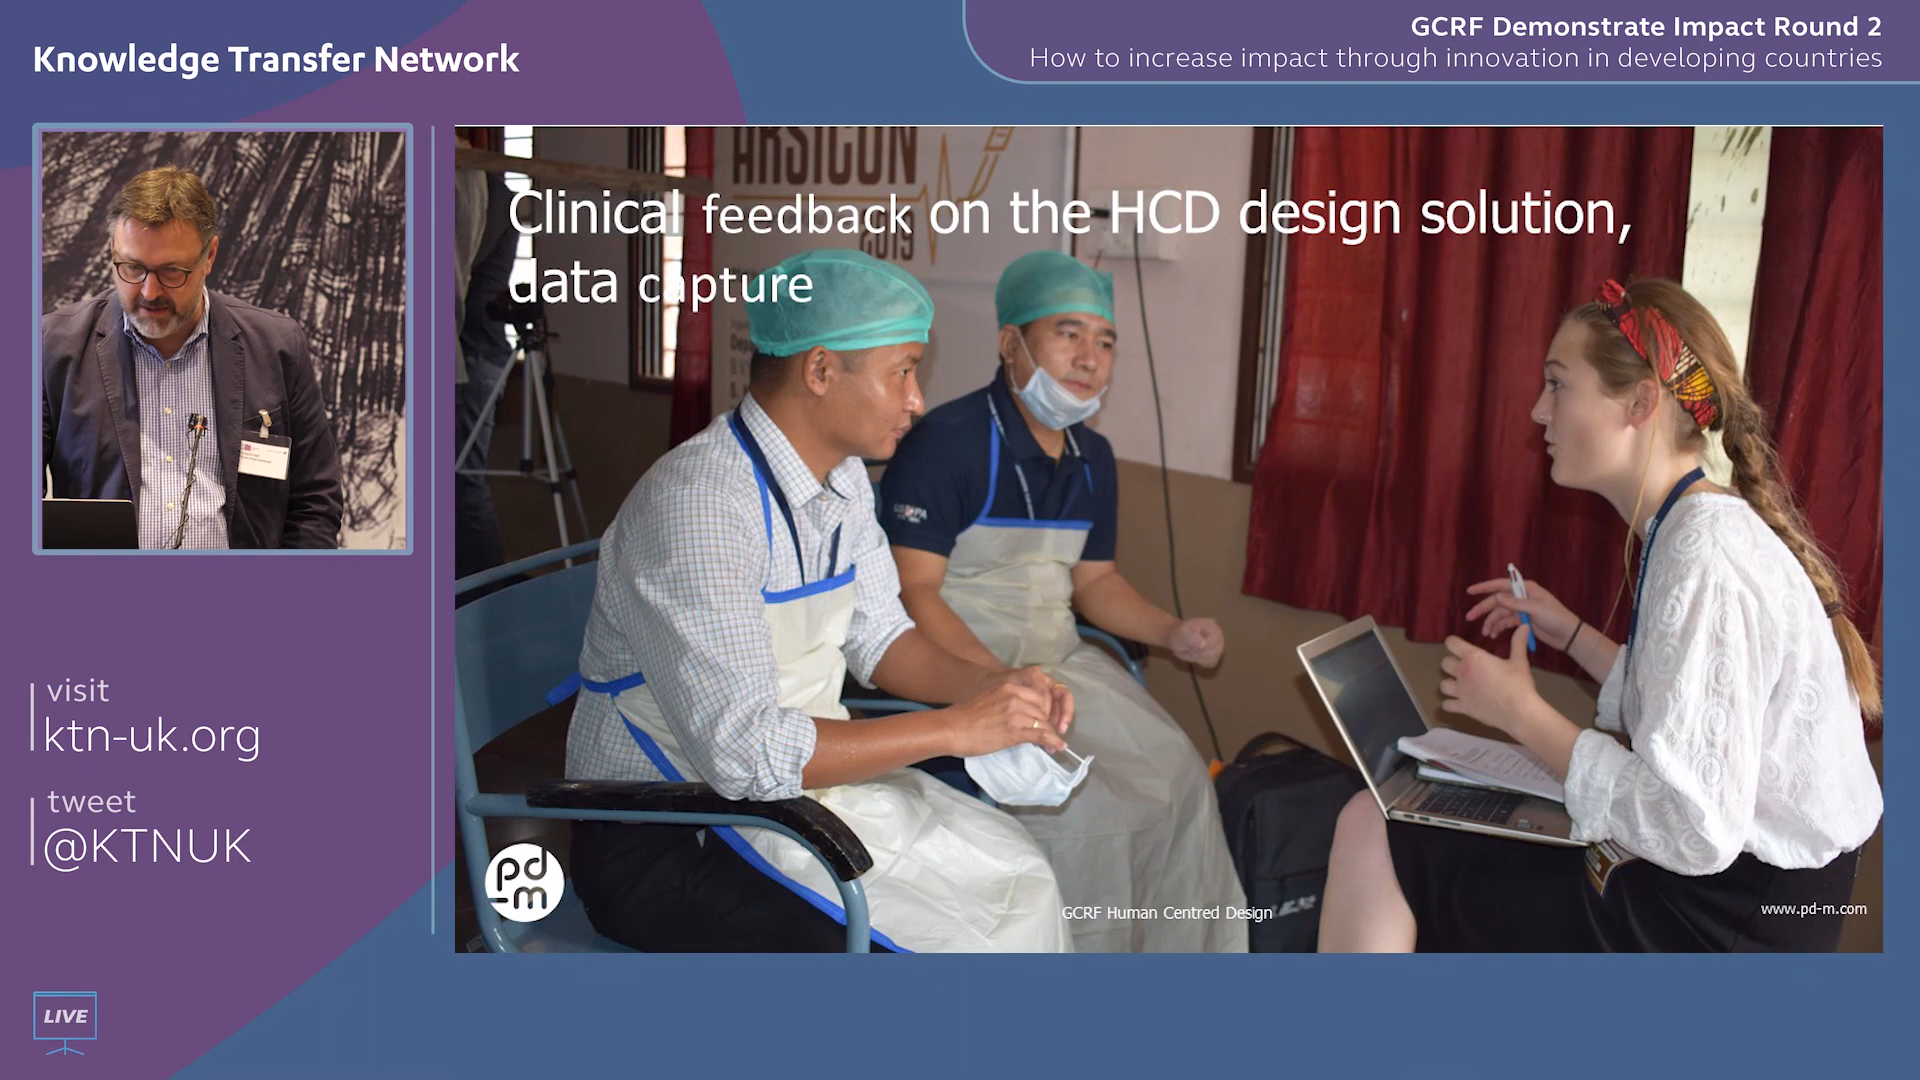 Knowledge Transfer Network
GCRF Demonstrate Impact Round 2
How to increase impact through innovation in developing countries
ARSICON
2019
Clinical feedback on the HCD design solution,
data capture
visit
ktn-uk.org
tweet
@KTNUK
LIVE
pd
-m
GCRF Human Centred Design
www.pd-m.com